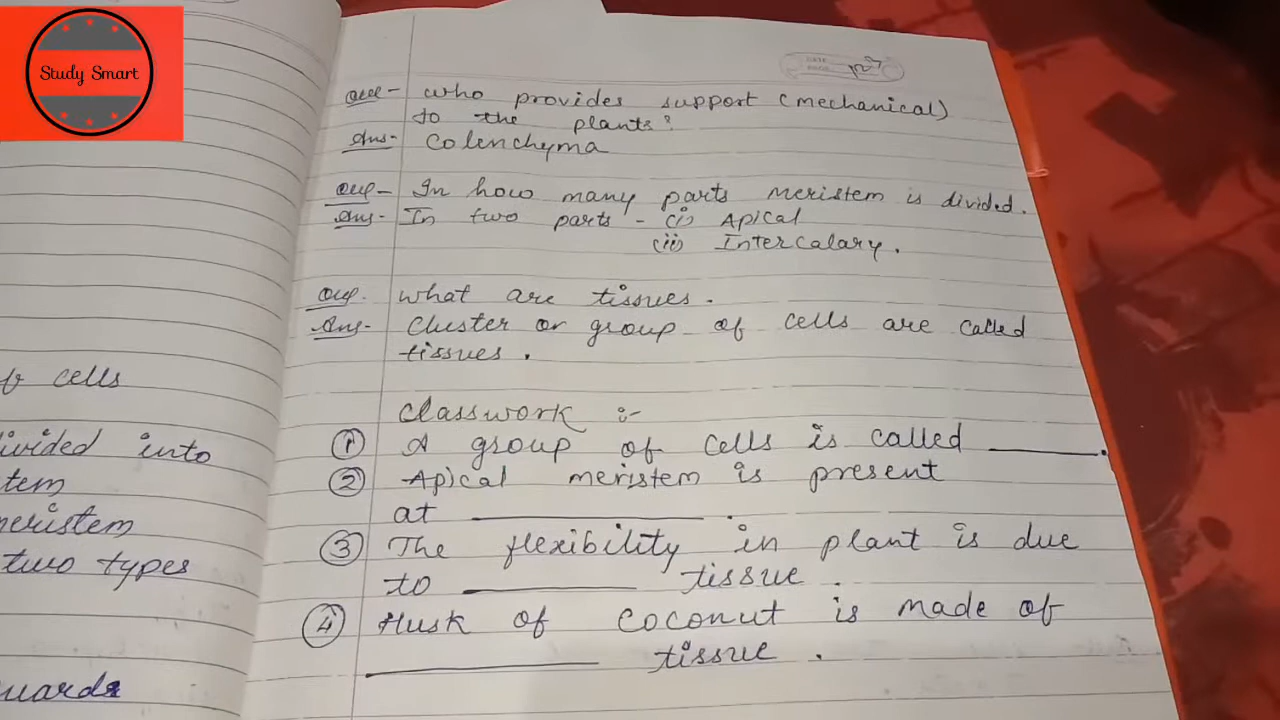 Study Smart
Que- who provides support (mechanical)
to the plants?
Ans- Colenchyma
Que- In how many parts meristem is divided.
Ans- In two parts - (i) Apical
(ii) Intercalary.
Que. what are tissues.
Ans- Cluster or group of cells are called
tissues.
Classwork :-
① A group of cells is called ______.
② Apical meristem is present
at ______.
③ The flexibility in plant is due
to ______ tissue.
④ Husk of coconut is made of
______ tissue.
cells
into
tem
meristem
two types